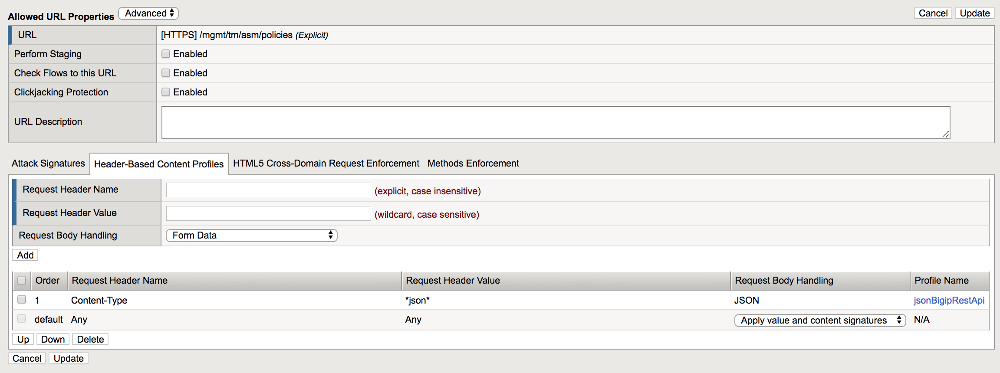 Allowed URL Properties Advanced Cancel Update
URL [HTTPS] /mgmt/tm/asm/policies (Explicit)
Perform Staging Enabled
Check Flows to this URL Enabled
Clickjacking Protection Enabled
URL Description
Attack Signatures Header-Based Content Profiles HTML5 Cross-Domain Request Enforcement Methods Enforcement
Request Header Name (explicit, case insensitive)
Request Header Value (wildcard, case sensitive)
Request Body Handling Form Data
Add
Order Request Header Name Request Header Value Request Body Handling Profile Name
1 Content-Type *json* JSON jsonBigipRestApi
default Any Any Apply value and content signatures N/A
Up Down Delete
Cancel Update